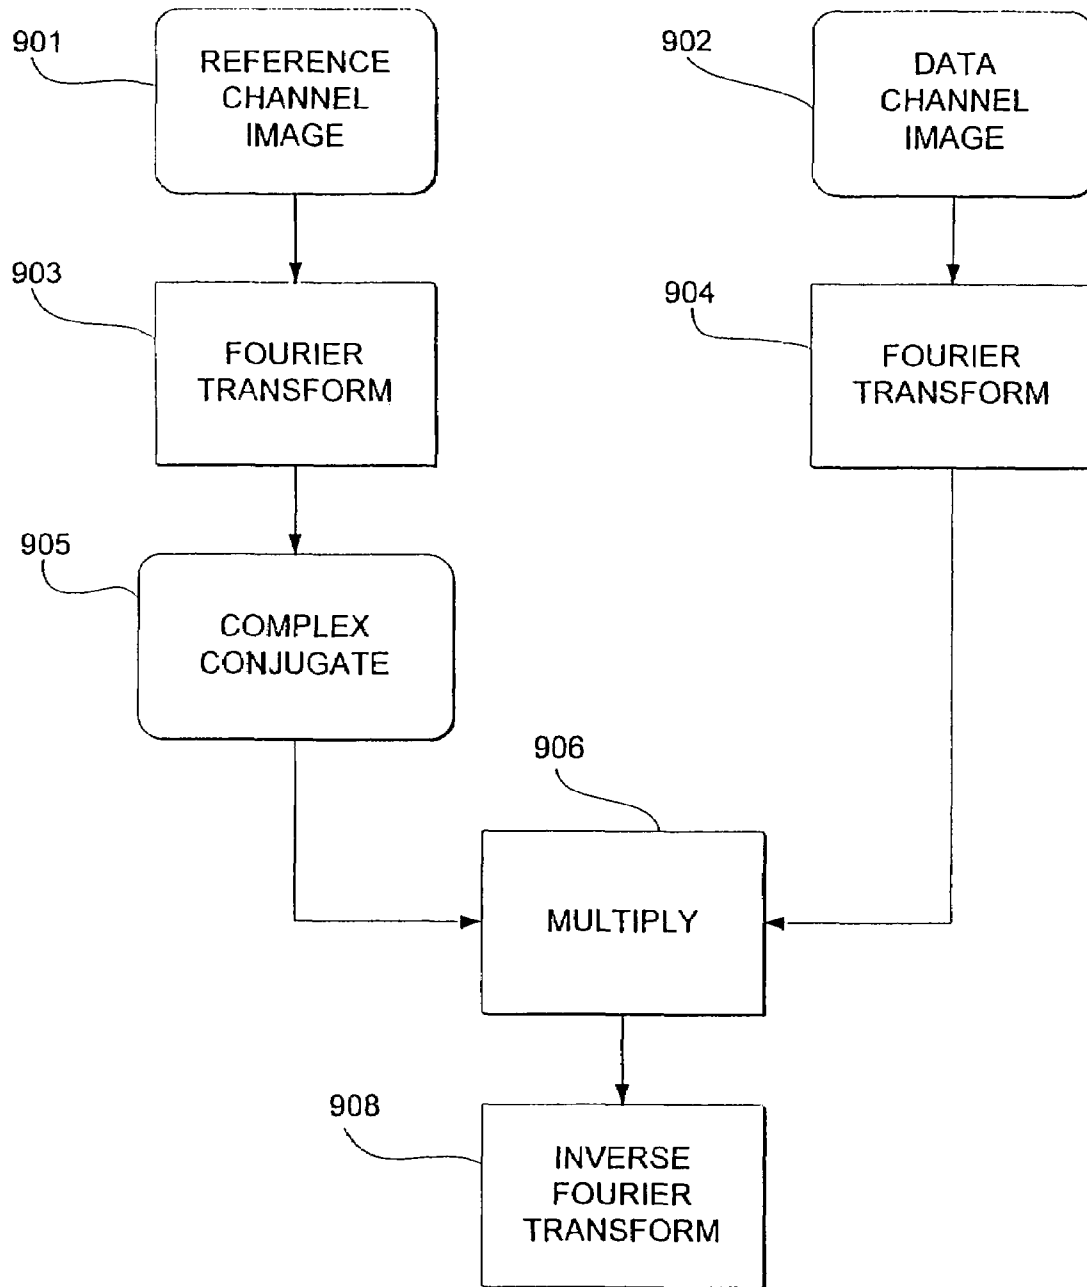 901
REFERENCE
CHANNEL
IMAGE
902
DATA
CHANNEL
IMAGE
903
FOURIER
TRANSFORM
904
FOURIER
TRANSFORM
905
COMPLEX
CONJUGATE
906
MULTIPLY
908
INVERSE
FOURIER
TRANSFORM